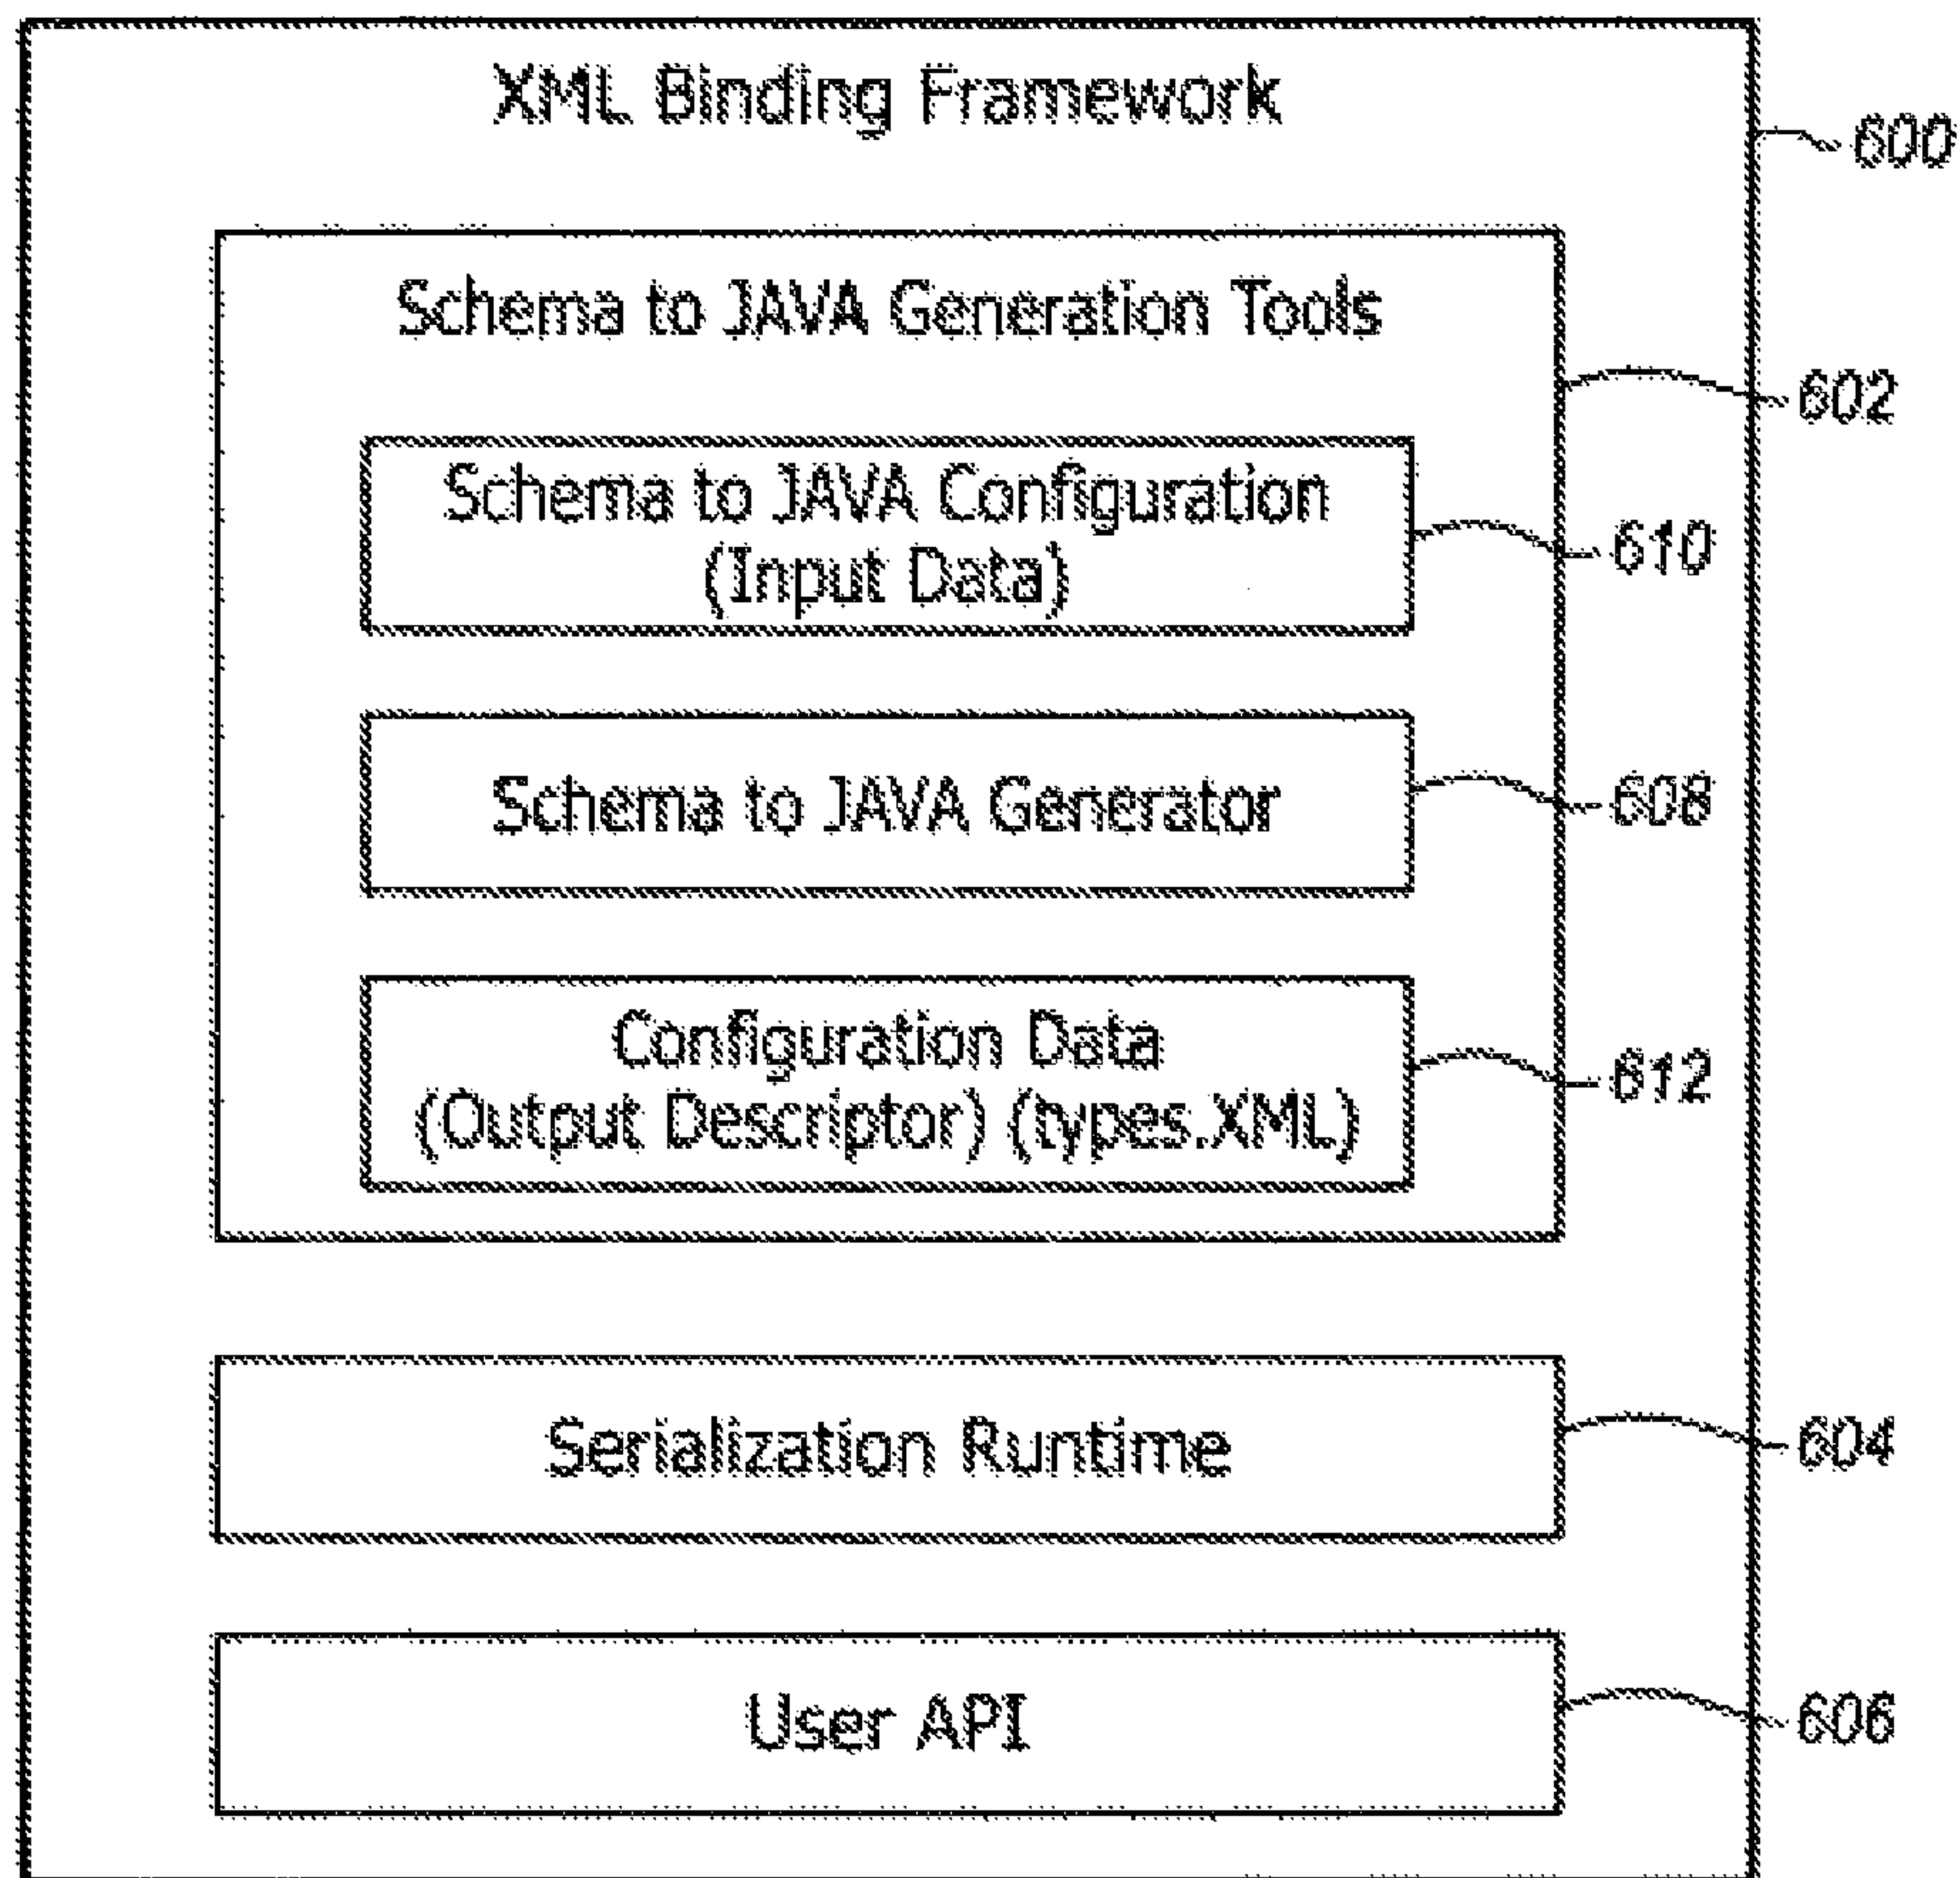 XML Binding Framework
600
Schema to JAVA Generation Tools
602
Schema to JAVA Configuration
(Input Data)
610
Schema to JAVA Generator
608
Configuration Data
(Output Descriptor) (types.XML)
612
Serialization Runtime
604
User API
606